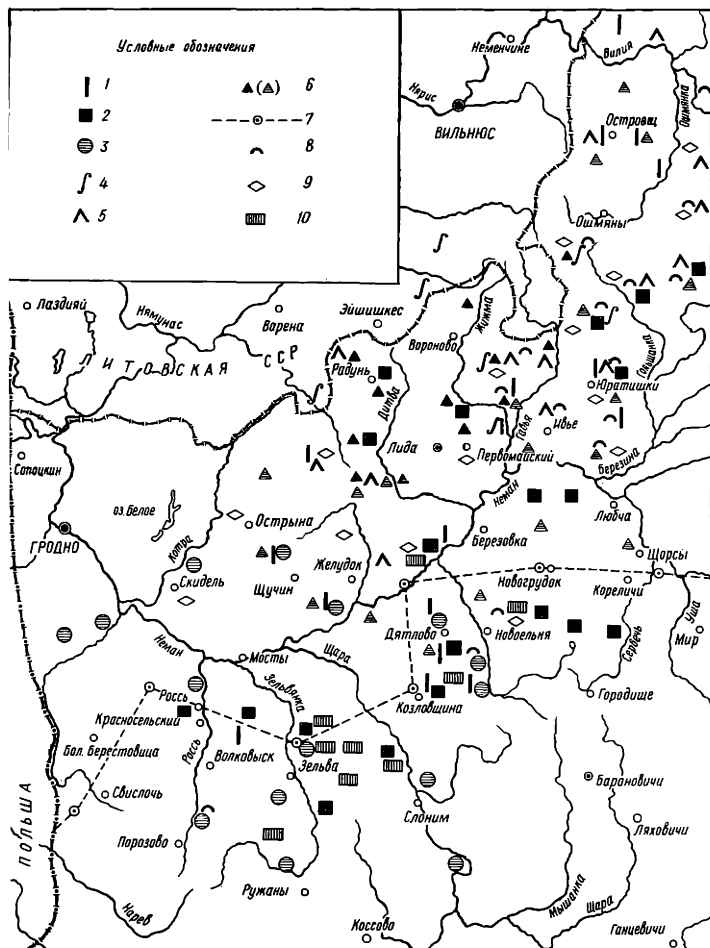 Условные обозначения
1
2
3
4
5
6
7
8
9
10
Неменчине
Вилия
Нярис
ВИЛЬНЮС
Островец
Ошмянка
Ошмяны
Лаздияй
Нямунас
Варена
Эйшишкес
Вороново
Жижма
ЛИТОВСКАЯ ССР
Радунь
Дитва
Гольшанка
Юратишки
Ивье
Гавья
Лида
Первомайский
Березина
Сопоцкин
оз. Белое
Острына
Неман
Любча
ГРОДНО
Котра
Березовка
Щорсы
Скидель
Щучин
Желудок
Новогрудок
Кореличи
Уша
Дятлово
Новоельня
Мир
Сервечь
Неман
Мосты
Щара
Зельвянка
Козловщина
Городище
Россь
Красносельский
Бол. Берестовица
Россь
Волковыск
Зельва
Барановичи
Свислочь
Слоним
Ляховичи
ПОЛЬША
Порозово
Ружаны
Мышанка
Щара
Нарев
Коссово
Ганцевичи